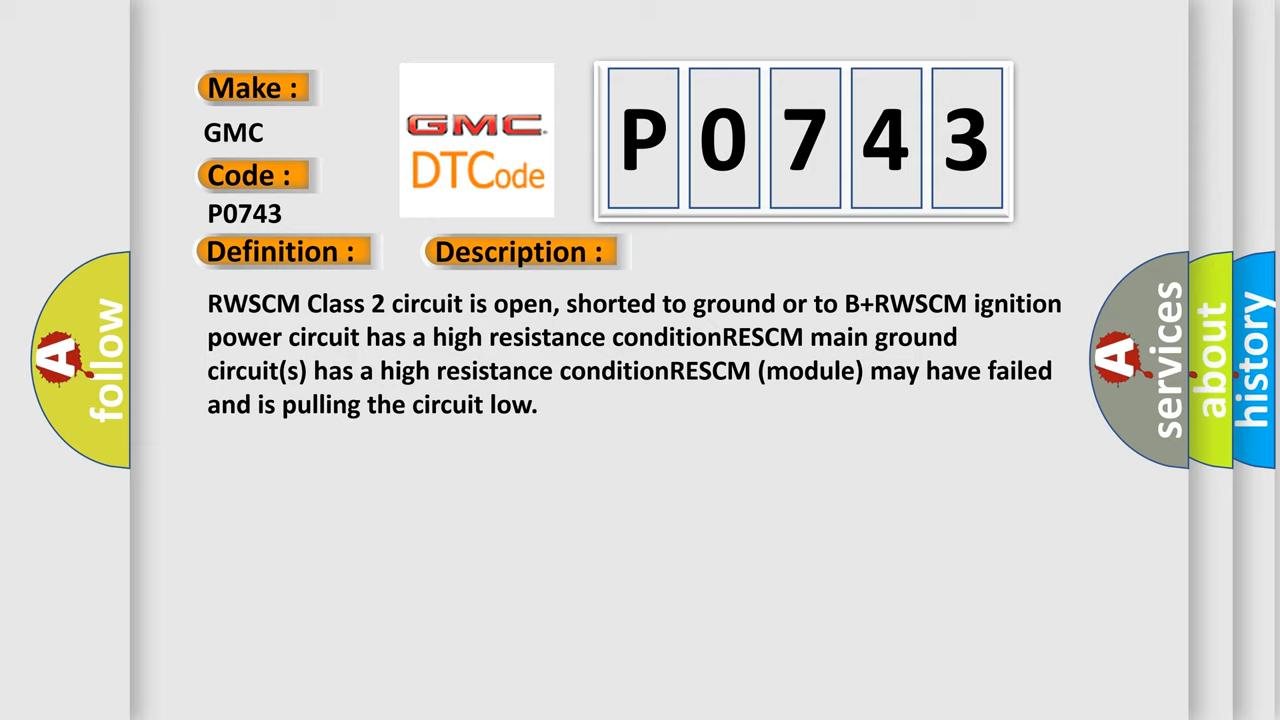 Make :
GMC
Code :
P0743
GMC
DTCode
P0743
Definition :
Description :
RWSCM Class 2 circuit is open, shorted to ground or to B+RWSCM ignition
power circuit has a high resistance conditionRESCM main ground
circuit(s) has a high resistance conditionRESCM (module) may have failed
and is pulling the circuit low.
A follow
A services
about
history